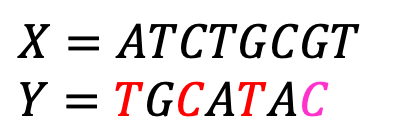 X = ATCTGCGT
Y = TGCATAC